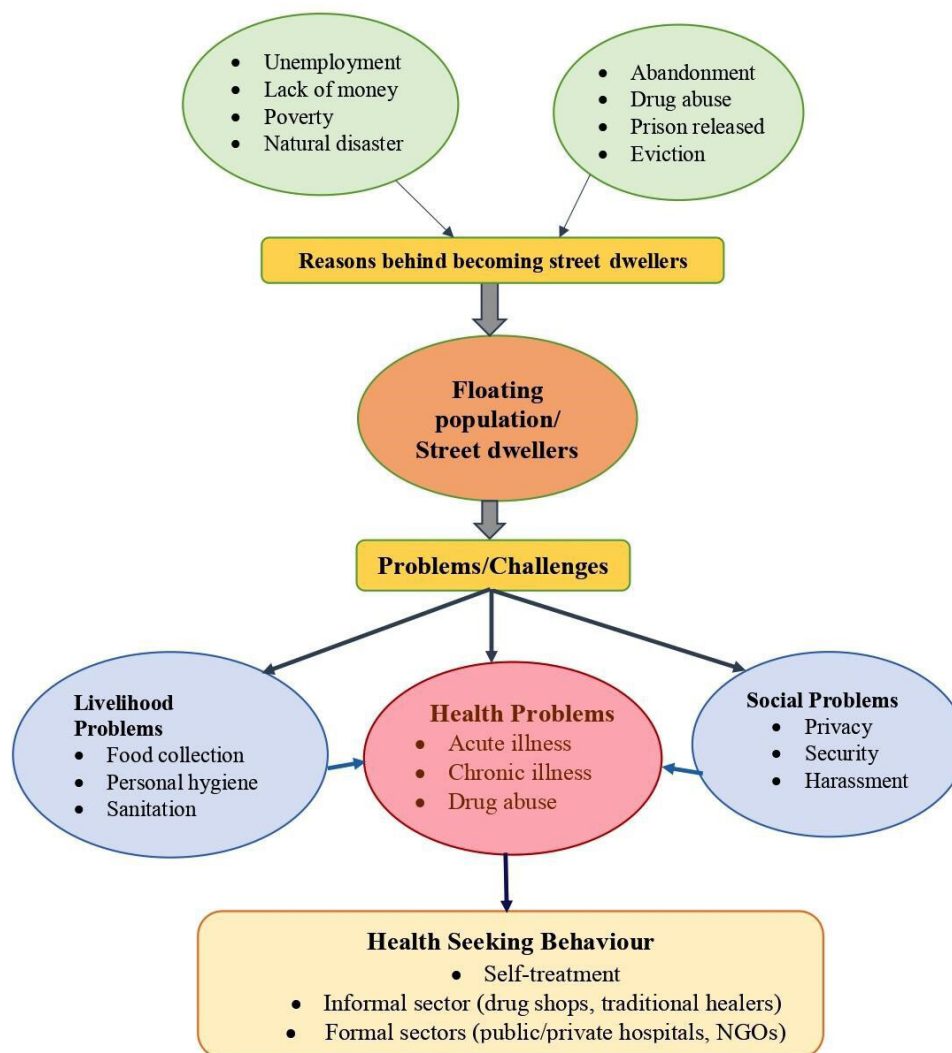 • Unemployment
• Lack of money
• Poverty
• Natural disaster
• Abandonment
• Drug abuse
• Prison released
• Eviction
Reasons behind becoming street dwellers
Floating
population/
Street dwellers
Problems/Challenges
Livelihood
Problems
• Food collection
• Personal hygiene
• Sanitation
Health Problems
• Acute illness
• Chronic illness
• Drug abuse
Social Problems
• Privacy
• Security
• Harassment
Health Seeking Behaviour
• Self-treatment
• Informal sector (drug shops, traditional healers)
• Formal sectors (public/private hospitals, NGOs)